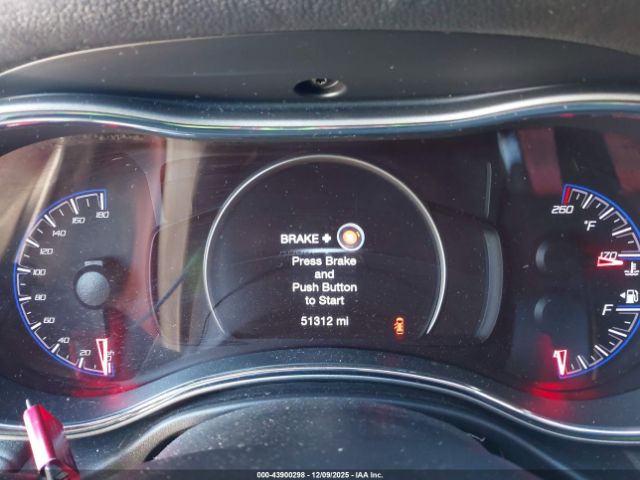 BRAKE +
Press Brake
and
Push Button
to Start
51312 mi
180
160
140
120
100
80
60
40
20
260
°F
170
F
000-43900298 - 12/09/2025 - IAAI, Inc.